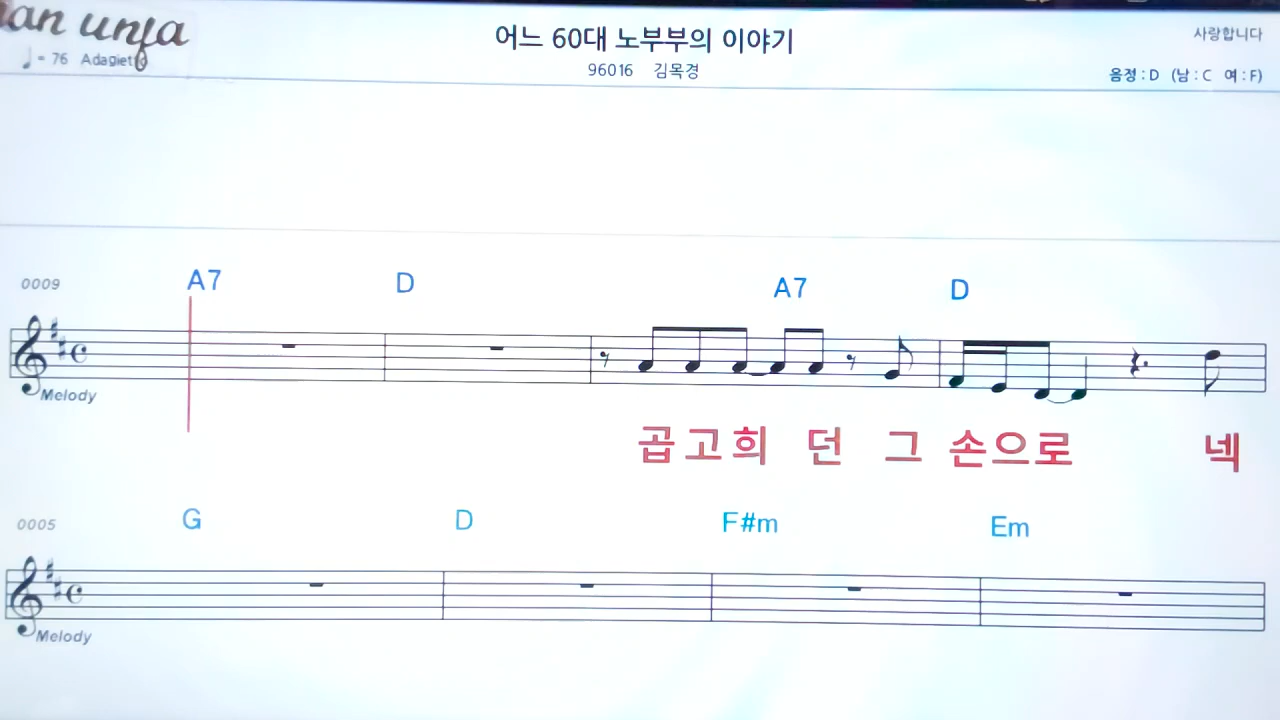 어느 60대 노부부의 이야기
사랑합니다
= 76 Adagietto
96016 김목경
음정 : D (남 : C 여 : F)
0009 A7 D A7 D
Melody
곱고희 던 그 손으로 넥
0005 G D F#m Em
Melody